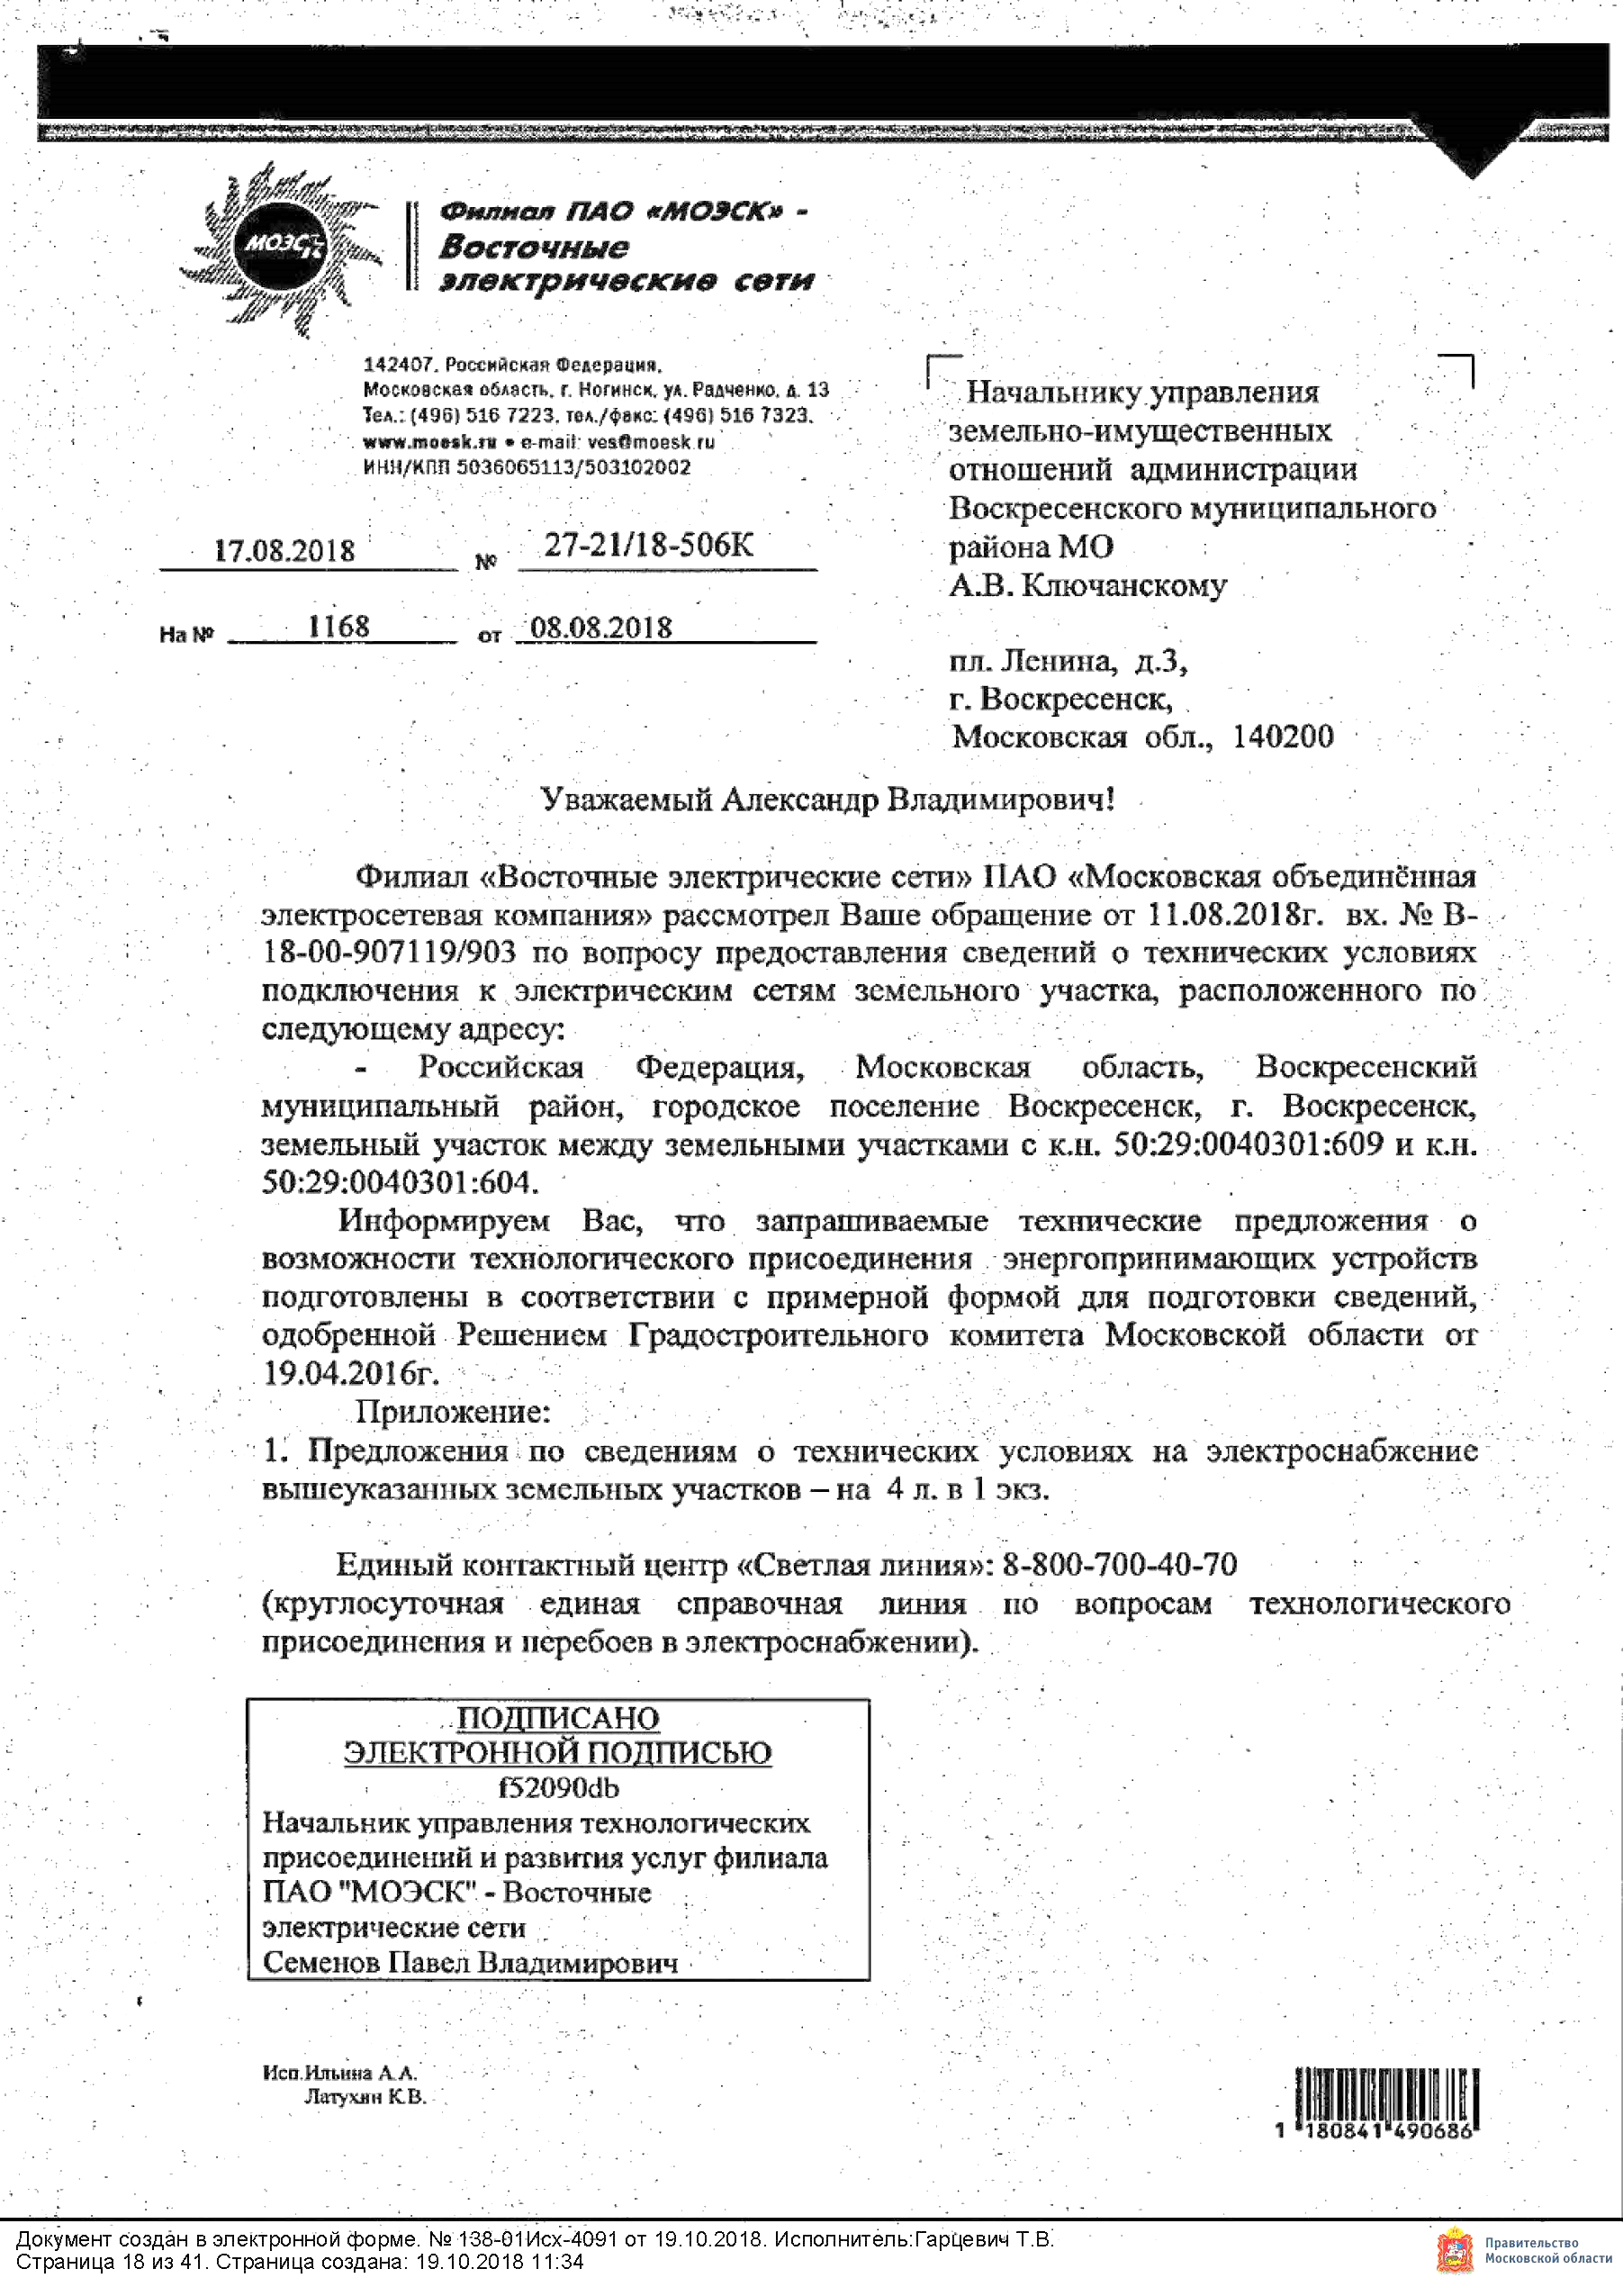 МОЭСК
Филиал ПАО «МОЭСК» -
Восточные
электрические сети
142407, Российская Федерация,
Московская область, г. Ногинск, ул. Радченко, д. 13
Тел.: (496) 516 7223, тел./факс: (496) 516 7323,
www.moesk.ru • e-mail: ves@moesk.ru
ИНН/КПП 5036065113/503102002
17.08.2018 № 27-21/18-506К
На № 1168 от 08.08.2018
Начальнику управления
земельно-имущественных
отношений администрации
Воскресенского муниципального
района МО
А.В. Ключанскому
пл. Ленина, д.3,
г. Воскресенск,
Московская обл., 140200
Уважаемый Александр Владимирович!
Филиал «Восточные электрические сети» ПАО «Московская объединённая
электросетевая компания» рассмотрел Ваше обращение от 11.08.2018г. вх. № В-
18-00-907119/903 по вопросу предоставления сведений о технических условиях
подключения к электрическим сетям земельного участка, расположенного по
следующему адресу:
- Российская Федерация, Московская область, Воскресенский
муниципальный район, городское поселение Воскресенск, г. Воскресенск,
земельный участок между земельными участками с к.н. 50:29:0040301:609 и к.н.
50:29:0040301:604.
Информируем Вас, что запрашиваемые технические предложения о
возможности технологического присоединения энергопринимающих устройств
подготовлены в соответствии с примерной формой для подготовки сведений,
одобренной Решением Градостроительного комитета Московской области от
19.04.2016г.
Приложение:
1. Предложения по сведениям о технических условиях на электроснабжение
вышеуказанных земельных участков – на 4 л. в 1 экз.
Единый контактный центр «Светлая линия»: 8-800-700-40-70
(круглосуточная единая справочная линия по вопросам технологического
присоединения и перебоев в электроснабжении).
ПОДПИСАНО
ЭЛЕКТРОННОЙ ПОДПИСЬЮ
f52090db
Начальник управления технологических
присоединений и развития услуг филиала
ПАО "МОЭСК" - Восточные
электрические сети
Семенов Павел Владимирович
Исп.Ильина А.А.
Латухин К.В.
1 180841 490686
Документ создан в электронной форме. № 138-01Исх-4091 от 19.10.2018. Исполнитель:Гарцевич Т.В.
Страница 18 из 41. Страница создана: 19.10.2018 11:34
Правительство
Московской области